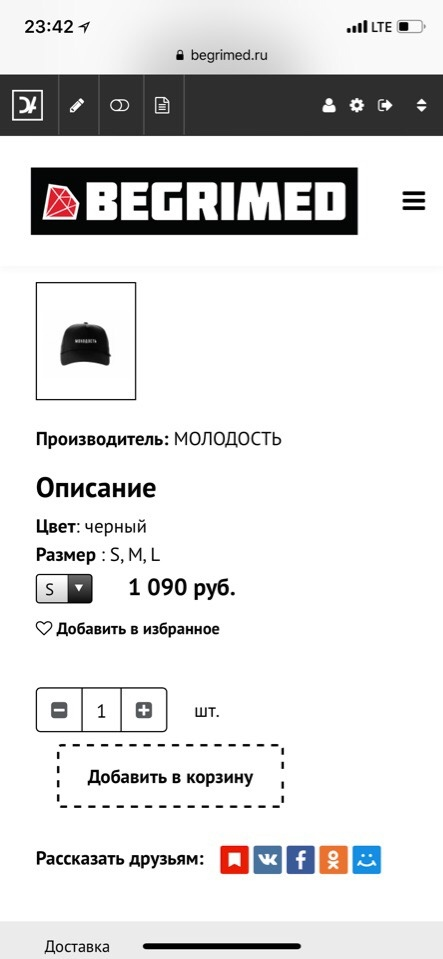 23:42 LTE
begrimed.ru
BEGRIMED
МОЛОДОСТЬ
Производитель: МОЛОДОСТЬ
Описание
Цвет: черный
Размер : S, M, L
S 1 090 руб.
Добавить в избранное
1 шт.
Добавить в корзину
Рассказать друзьям:
Доставка